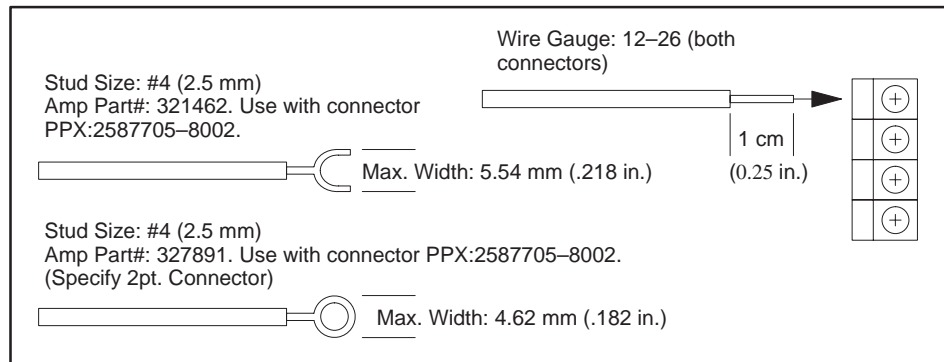 Wire Gauge: 12–26 (both
connectors)
Stud Size: #4 (2.5 mm)
Amp Part#: 321462. Use with connector
PPX:2587705–8002.
1 cm
(0.25 in.)
Max. Width: 5.54 mm (.218 in.)
Stud Size: #4 (2.5 mm)
Amp Part#: 327891. Use with connector PPX:2587705–8002.
(Specify 2pt. Connector)
Max. Width: 4.62 mm (.182 in.)